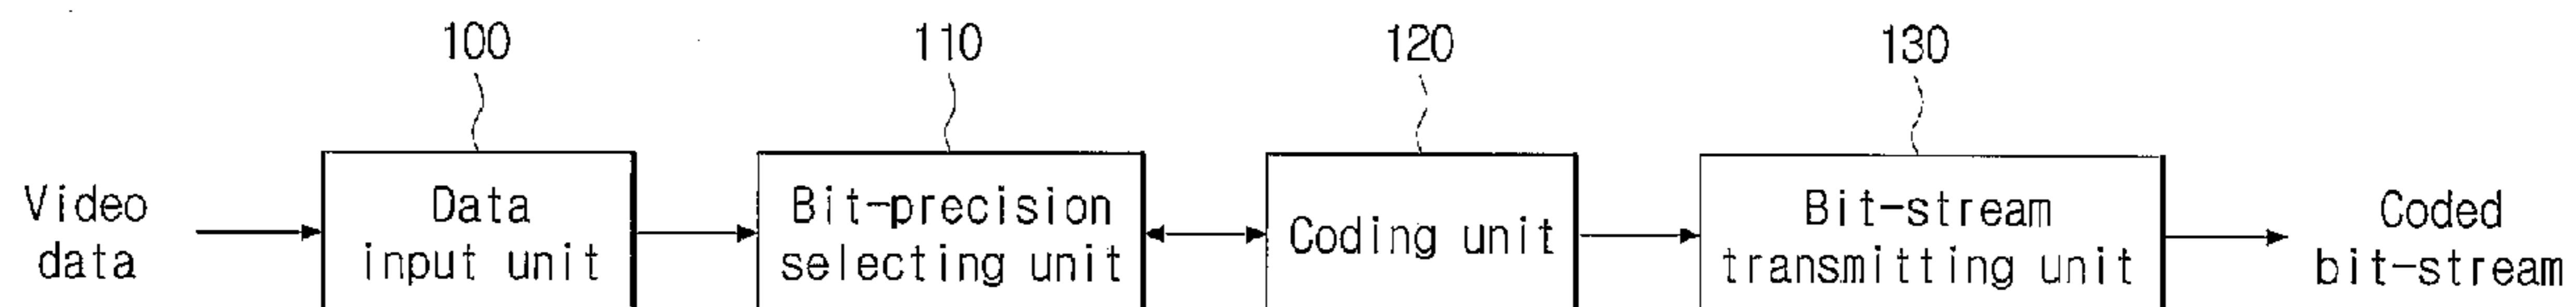 100
110
120
130
Video
data
Data
input unit
Bit-precision
selecting unit
Coding unit
Bit-stream
transmitting unit
Coded
bit-stream